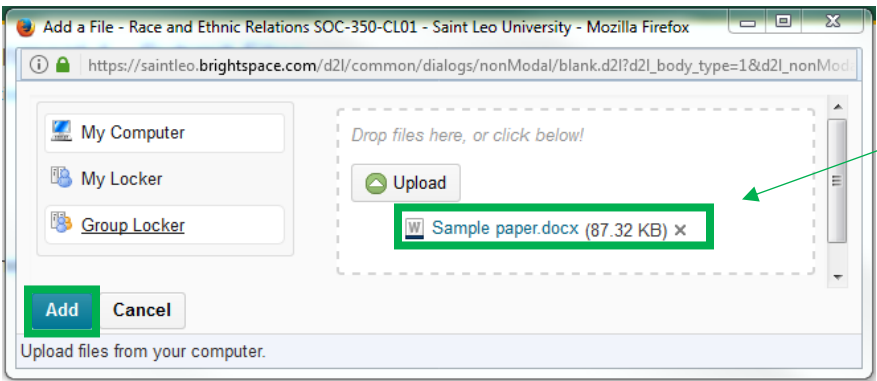 Add a File - Race and Ethnic Relations SOC-350-CL01 - Saint Leo University - Mozilla Firefox
https://saintleo.brightspace.com/d2l/common/dialogs/nonModal/blank.d2l?d2l_body_type=1&d2l_nonMod
My Computer
My Locker
Group Locker
Drop files here, or click below!
Upload
Sample paper.docx (87.32 KB) ×
Add Cancel
Upload files from your computer.